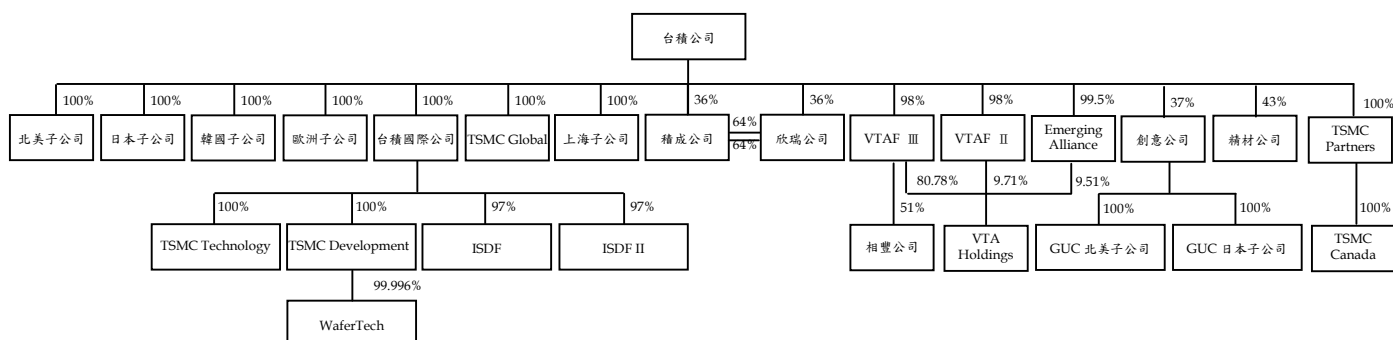 台積公司
100%
100%
100%
100%
100%
100%
100%
36%
36%
98%
98%
99.5%
37%
43%
100%
北美子公司
日本子公司
韓國子公司
歐洲子公司
台積國際公司
TSMC Global
上海子公司
積成公司
64%
64%
欣瑞公司
VTAF Ⅲ
VTAF Ⅱ
Emerging
Alliance
創意公司
精材公司
TSMC
Partners
100%
100%
97%
97%
51%
80.78%
9.71%
9.51%
100%
100%
100%
TSMC Technology
TSMC Development
ISDF
ISDF II
相豐公司
VTA
Holdings
GUC 北美子公司
GUC 日本子公司
TSMC
Canada
99.996%
WaferTech